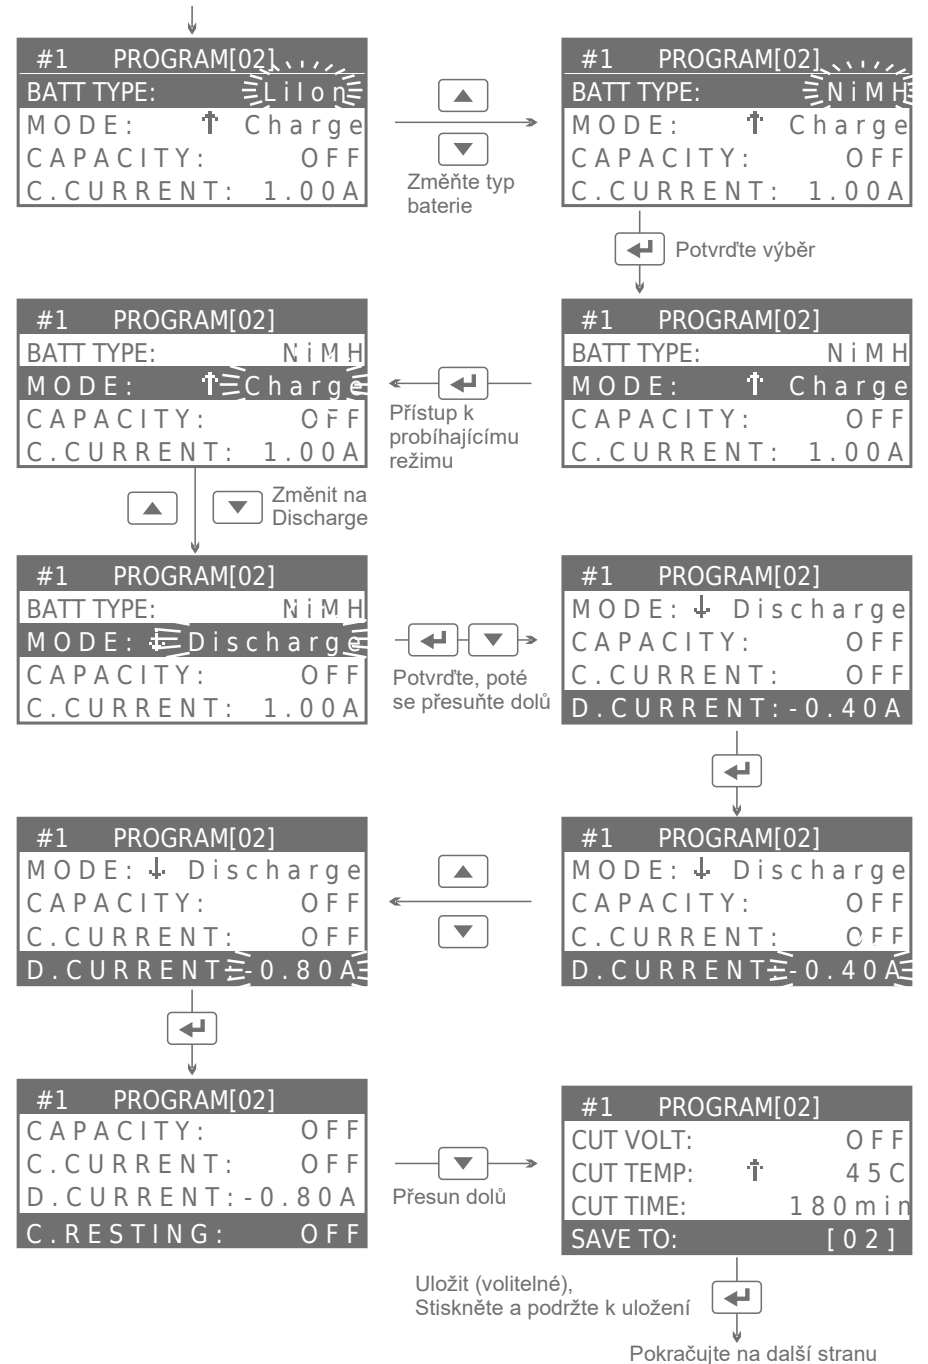 #1 PROGRAM[02]
BATT TYPE: LiIon
MODE: ↑ Charge
CAPACITY: OFF
C.CURRENT: 1.00A
Změňte typ
baterie
#1 PROGRAM[02]
BATT TYPE: NiMH
MODE: ↑ Charge
CAPACITY: OFF
C.CURRENT: 1.00A
Potvrďte výběr
#1 PROGRAM[02]
BATT TYPE: NiMH
MODE: ↑ Charge
CAPACITY: OFF
C.CURRENT: 1.00A
Přístup k
probíhajícímu
režimu
#1 PROGRAM[02]
BATT TYPE: NiMH
MODE: ↑ Charge
CAPACITY: OFF
C.CURRENT: 1.00A
Změnit na
Discharge
#1 PROGRAM[02]
BATT TYPE: NiMH
MODE: ↓ Discharge
CAPACITY: OFF
C.CURRENT: 1.00A
Potvrďte, poté
se přesuňte dolů
#1 PROGRAM[02]
MODE: ↓ Discharge
CAPACITY: OFF
C.CURRENT: OFF
D.CURRENT:-0.40A
#1 PROGRAM[02]
MODE: ↓ Discharge
CAPACITY: OFF
C.CURRENT: OFF
D.CURRENT:-0.40A
#1 PROGRAM[02]
MODE: ↓ Discharge
CAPACITY: OFF
C.CURRENT: OFF
D.CURRENT:-0.80A
#1 PROGRAM[02]
CAPACITY: OFF
C.CURRENT: OFF
D.CURRENT:-0.80A
C.RESTING: OFF
Přesun dolů
#1 PROGRAM[02]
CUT VOLT: OFF
CUT TEMP: ↑ 45C
CUT TIME: 180min
SAVE TO: [02]
Uložit (volitelné),
Stiskněte a podržte k uložení
Pokračujte na další stranu